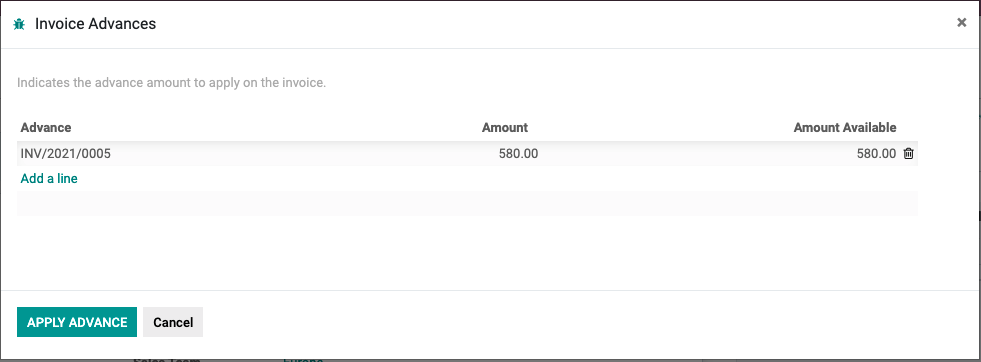 Invoice Advances
Indicates the advance amount to apply on the invoice.
Advance Amount Amount Available
INV/2021/0005 580.00 580.00
Add a line
APPLY ADVANCE Cancel